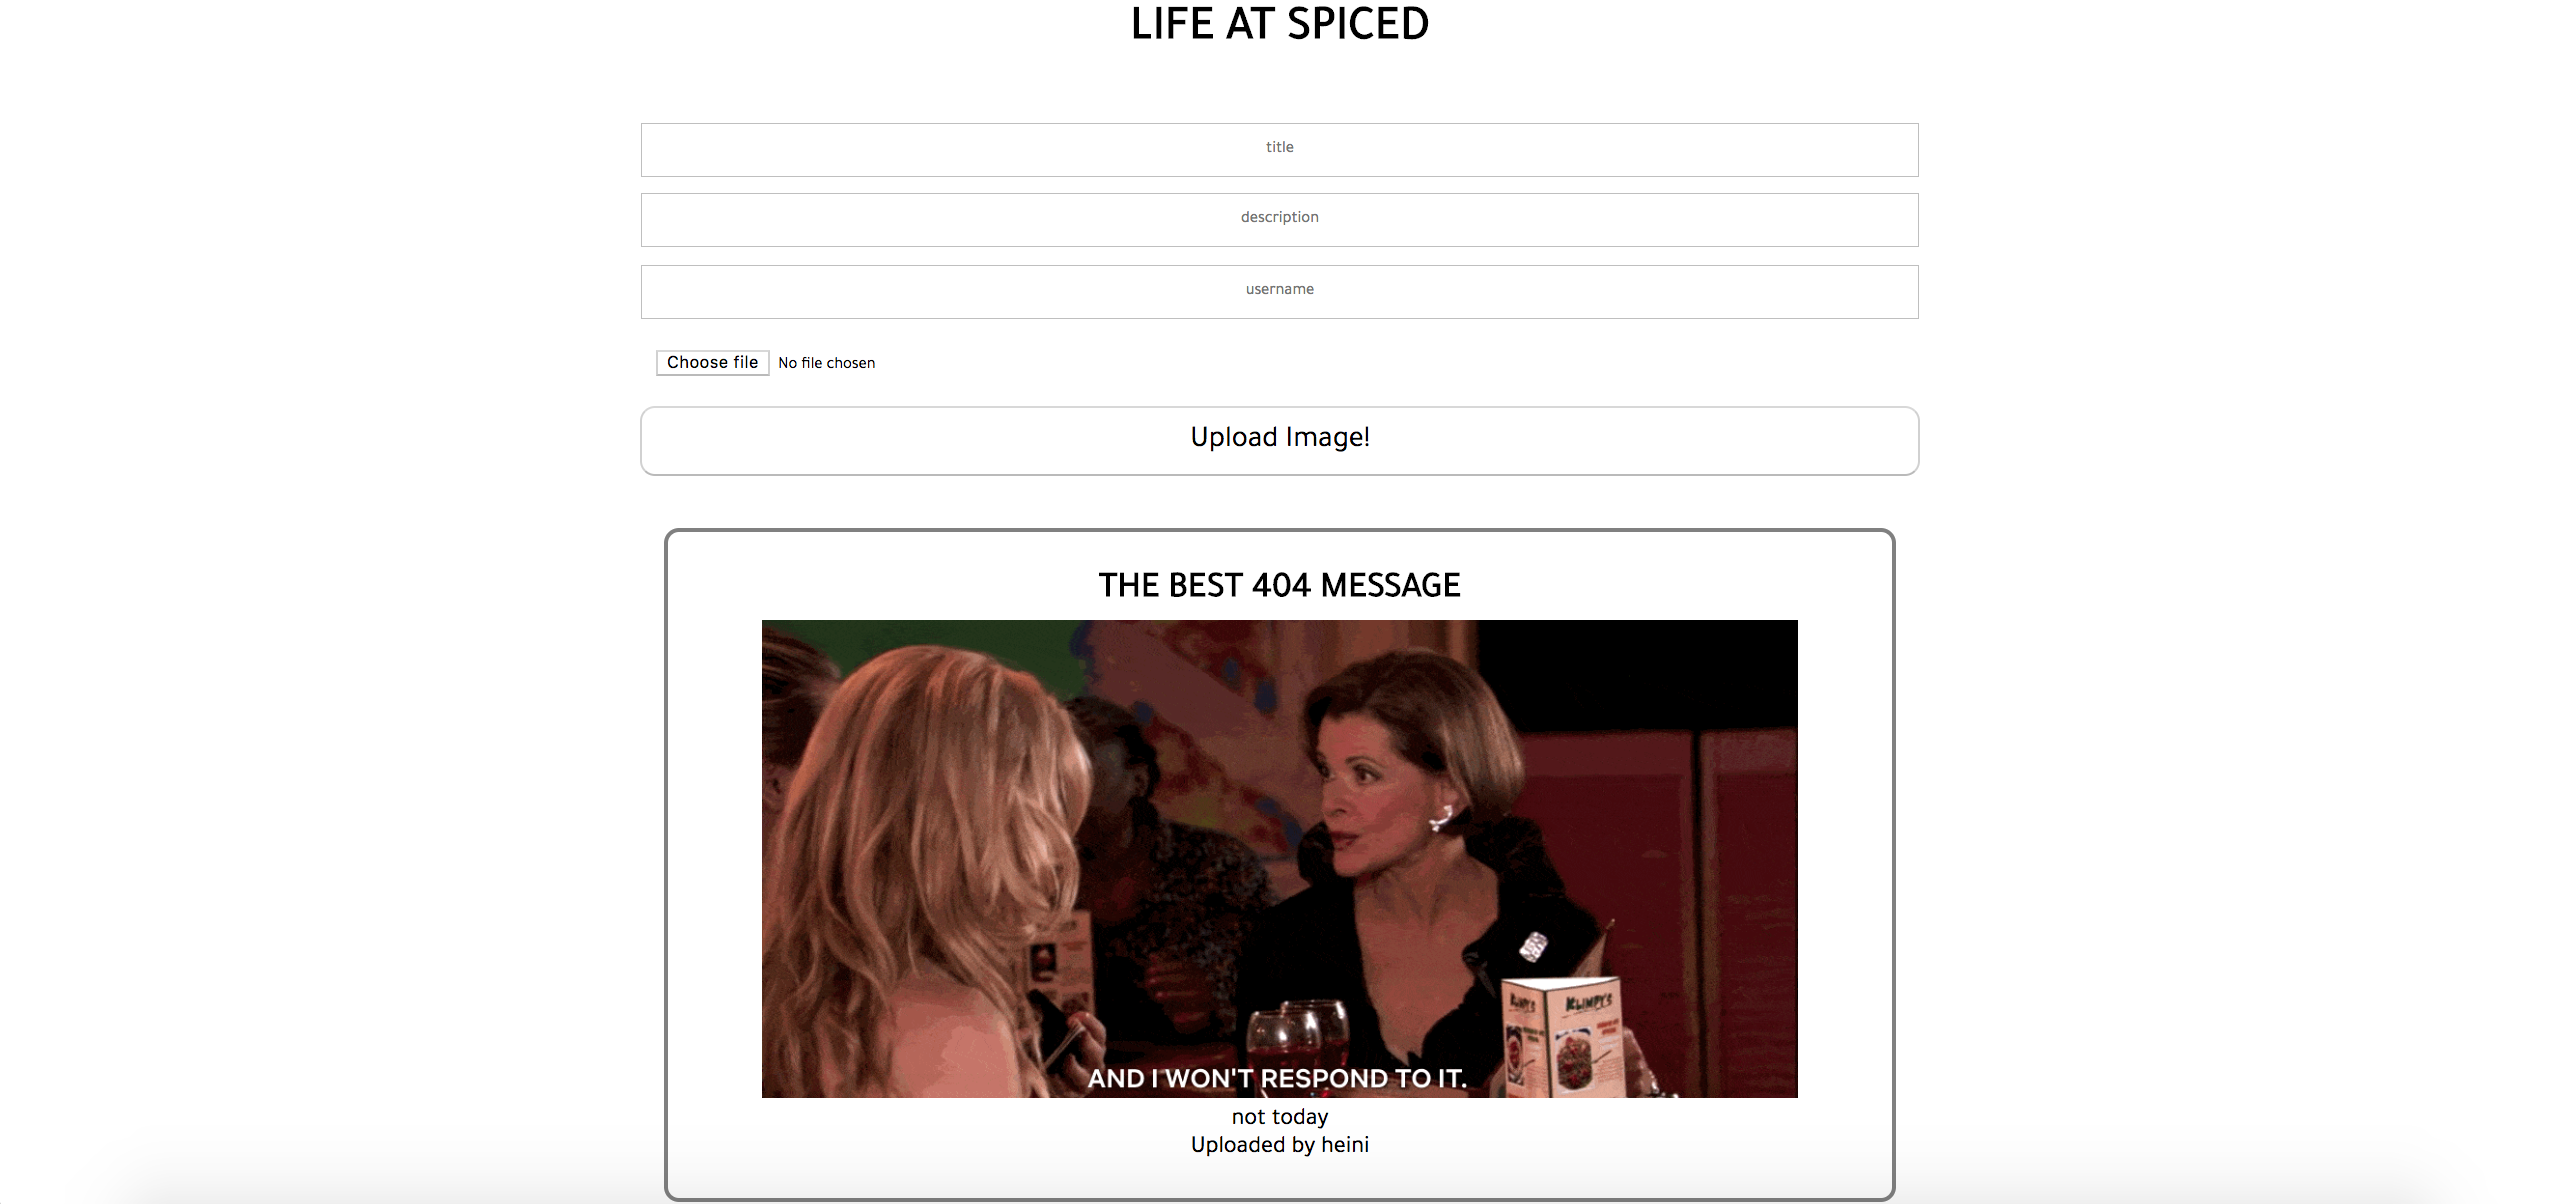 LIFE AT SPICED
title
description
username
Choose file No file chosen
Upload Image!
THE BEST 404 MESSAGE
KLIMPY'S KLIMPY'S
AND I WON'T RESPOND TO IT.
not today
Uploaded by heini